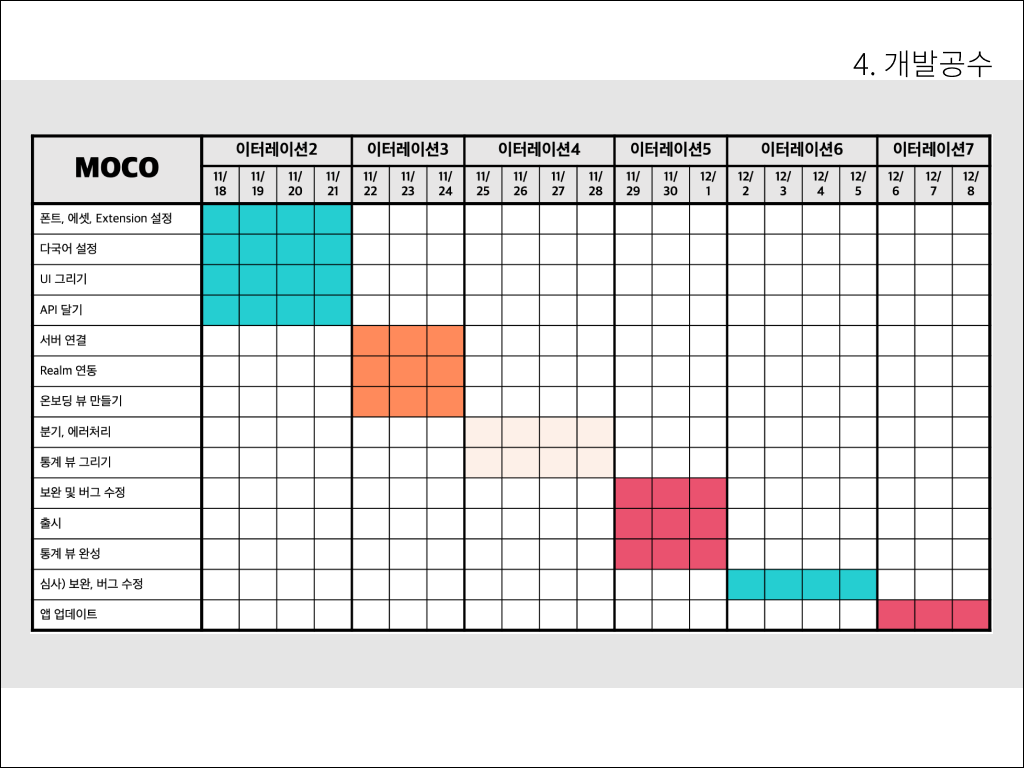 4. 개발공수
MOCO
이터레이션2 이터레이션3 이터레이션4 이터레이션5 이터레이션6 이터레이션7
11/ 11/ 11/ 11/ 11/ 11/ 11/ 11/ 11/ 11/ 11/ 11/ 11/ 12/ 12/ 12/ 12/ 12/ 12/ 12/ 12/
18 19 20 21 22 23 24 25 26 27 28 29 30 1 2 3 4 5 6 7 8
폰트, 에셋, Extension 설정
다국어 설정
UI 그리기
API 달기
서버 연결
Realm 연동
온보딩 뷰 만들기
분기, 에러처리
통계 뷰 그리기
보완 및 버그 수정
출시
통계 뷰 완성
심사) 보완, 버그 수정
앱 업데이트